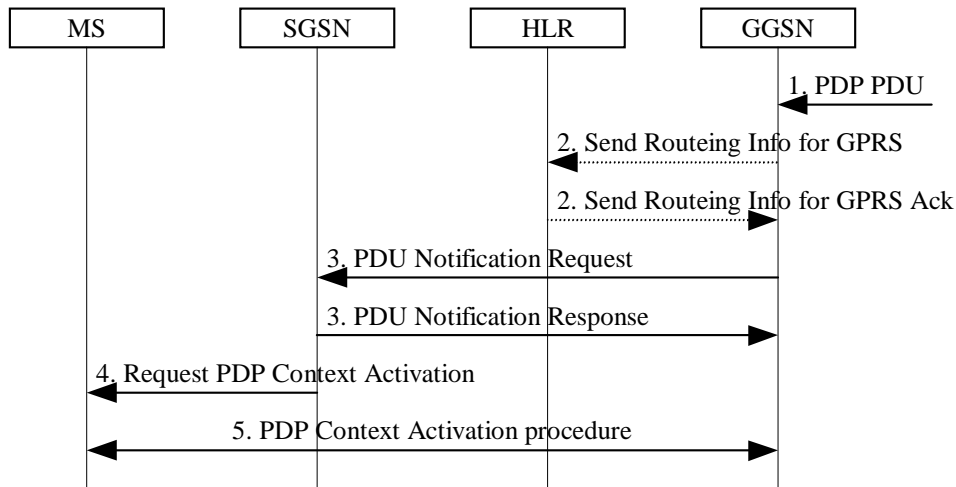 MS SGSN HLR GGSN
1. PDP PDU
2. Send Routeing Info for GPRS
2. Send Routeing Info for GPRS Ack
3. PDU Notification Request
3. PDU Notification Response
4. Request PDP Context Activation
5. PDP Context Activation procedure